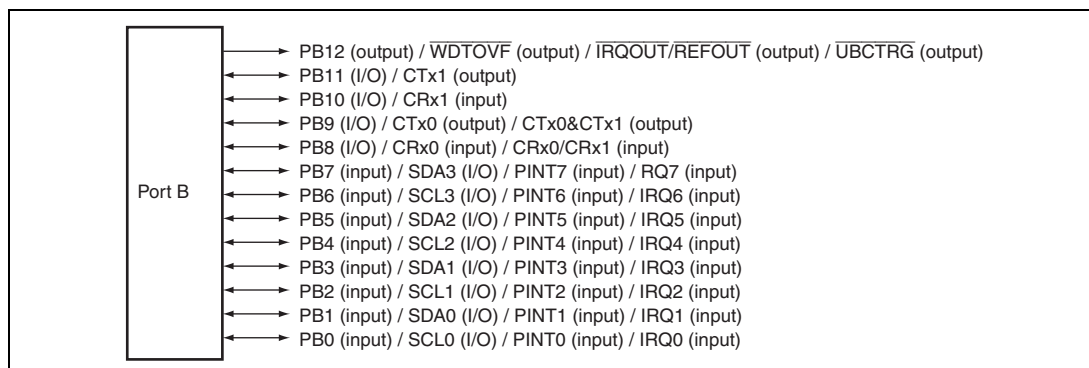 PB12 (output) / W̅D̅T̅O̅V̅F̅ (output) / I̅R̅Q̅O̅U̅T̅/R̅E̅F̅O̅U̅T̅ (output) / U̅B̅C̅T̅R̅G̅ (output)
PB11 (I/O) / CTx1 (output)
PB10 (I/O) / CRx1 (input)
PB9 (I/O) / CTx0 (output) / CTx0&CTx1 (output)
PB8 (I/O) / CRx0 (input) / CRx0/CRx1 (input)
PB7 (input) / SDA3 (I/O) / PINT7 (input) / RQ7 (input)
Port B
PB6 (input) / SCL3 (I/O) / PINT6 (input) / IRQ6 (input)
PB5 (input) / SDA2 (I/O) / PINT5 (input) / IRQ5 (input)
PB4 (input) / SCL2 (I/O) / PINT4 (input) / IRQ4 (input)
PB3 (input) / SDA1 (I/O) / PINT3 (input) / IRQ3 (input)
PB2 (input) / SCL1 (I/O) / PINT2 (input) / IRQ2 (input)
PB1 (input) / SDA0 (I/O) / PINT1 (input) / IRQ1 (input)
PB0 (input) / SCL0 (I/O) / PINT0 (input) / IRQ0 (input)